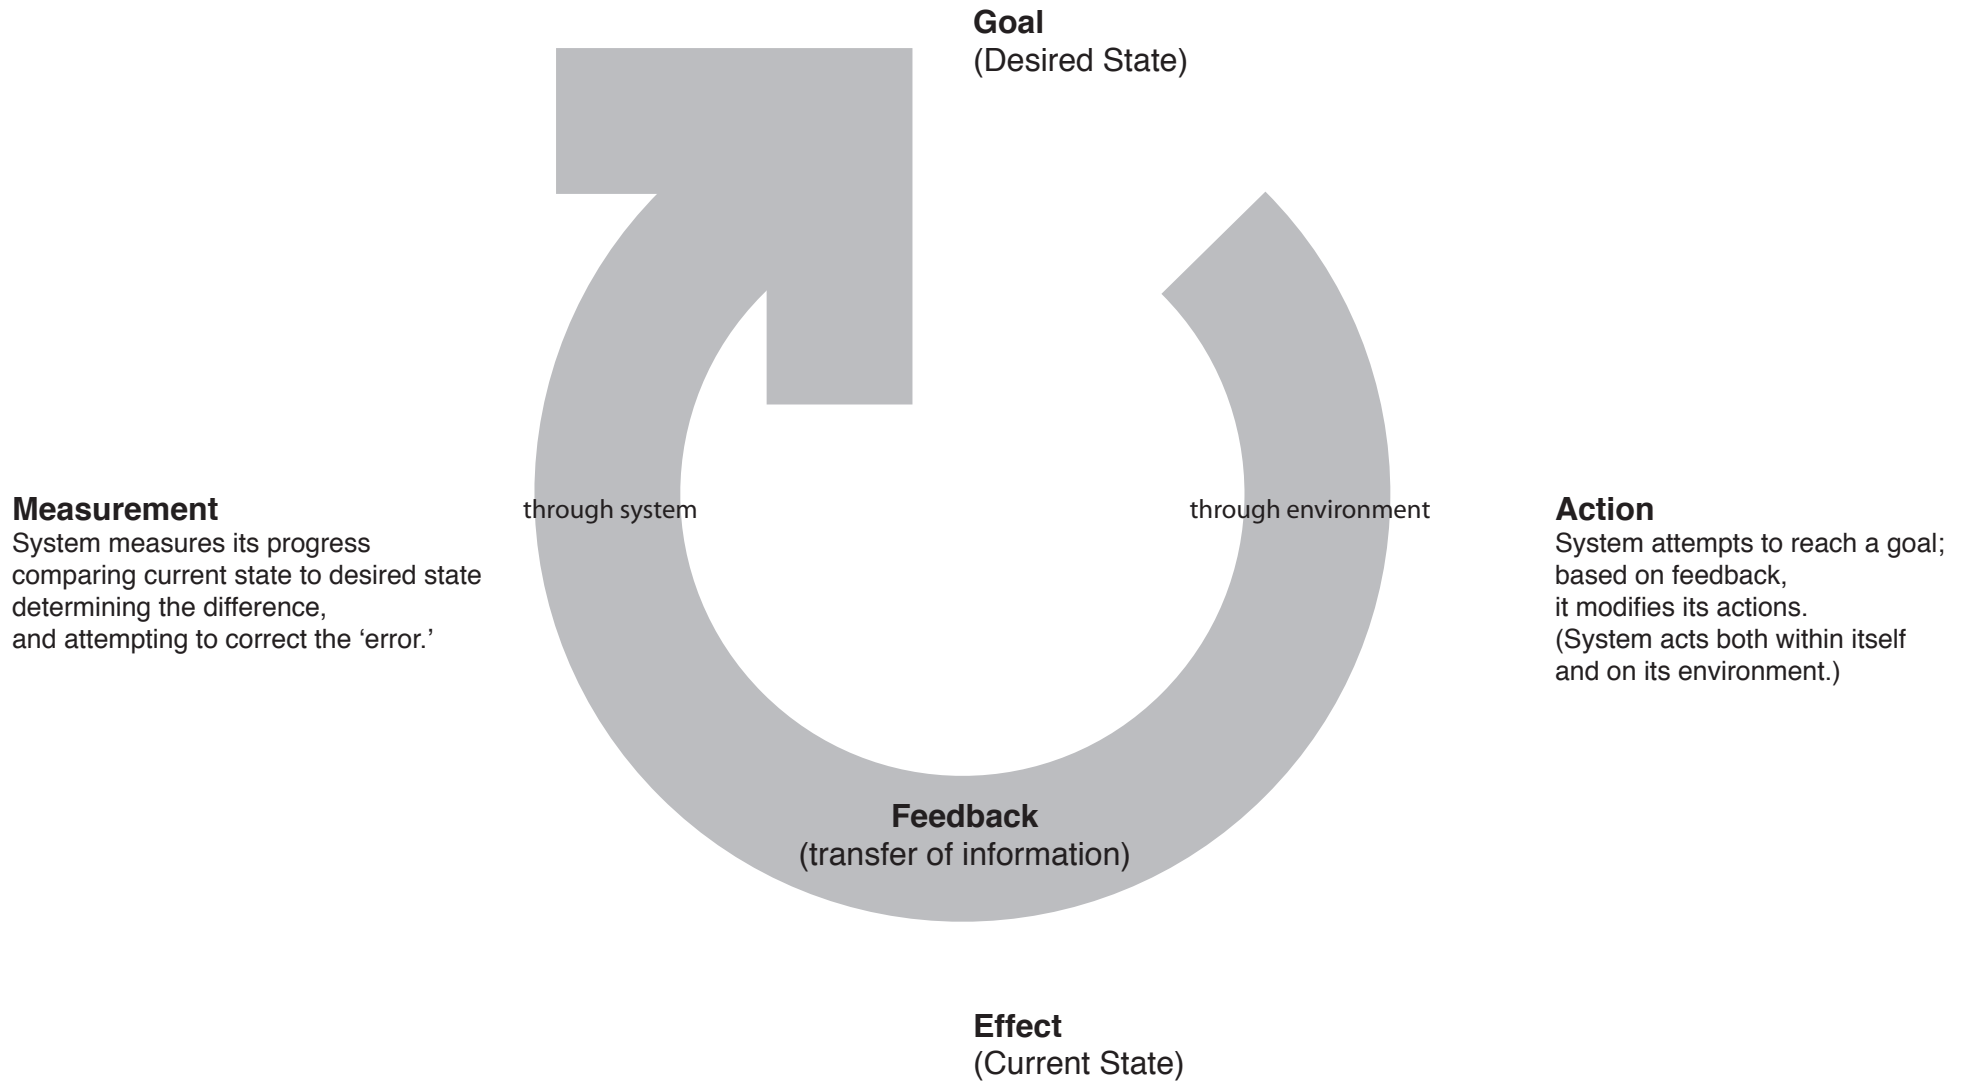 Goal
(Desired State)
Measurement
System measures its progress
comparing current state to desired state
determining the difference,
and attempting to correct the ‘error.’
through system
through environment
Action
System attempts to reach a goal;
based on feedback,
it modifies its actions.
(System acts both within itself
and on its environment.)
Feedback
(transfer of information)
Effect
(Current State)